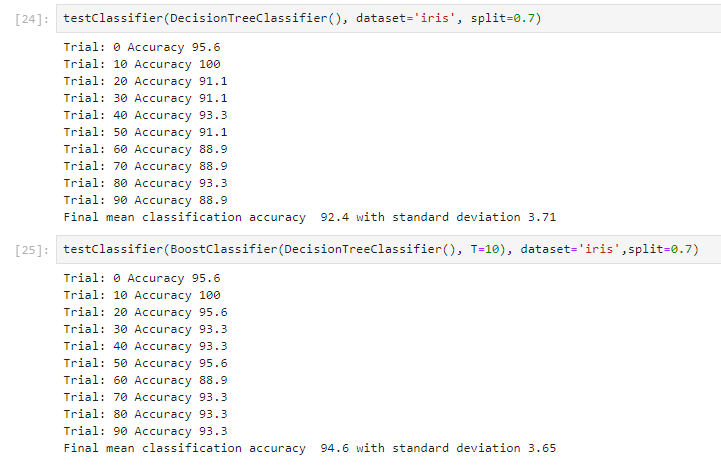 [24]: testClassifier(DecisionTreeClassifier(), dataset='iris', split=0.7)
Trial: 0 Accuracy 95.6
Trial: 10 Accuracy 100
Trial: 20 Accuracy 91.1
Trial: 30 Accuracy 91.1
Trial: 40 Accuracy 93.3
Trial: 50 Accuracy 91.1
Trial: 60 Accuracy 88.9
Trial: 70 Accuracy 88.9
Trial: 80 Accuracy 93.3
Trial: 90 Accuracy 88.9
Final mean classification accuracy  92.4 with standard deviation 3.71
[25]: testClassifier(BoostClassifier(DecisionTreeClassifier(), T=10), dataset='iris',split=0.7)
Trial: 0 Accuracy 95.6
Trial: 10 Accuracy 100
Trial: 20 Accuracy 95.6
Trial: 30 Accuracy 93.3
Trial: 40 Accuracy 93.3
Trial: 50 Accuracy 95.6
Trial: 60 Accuracy 88.9
Trial: 70 Accuracy 93.3
Trial: 80 Accuracy 93.3
Trial: 90 Accuracy 93.3
Final mean classification accuracy  94.6 with standard deviation 3.65